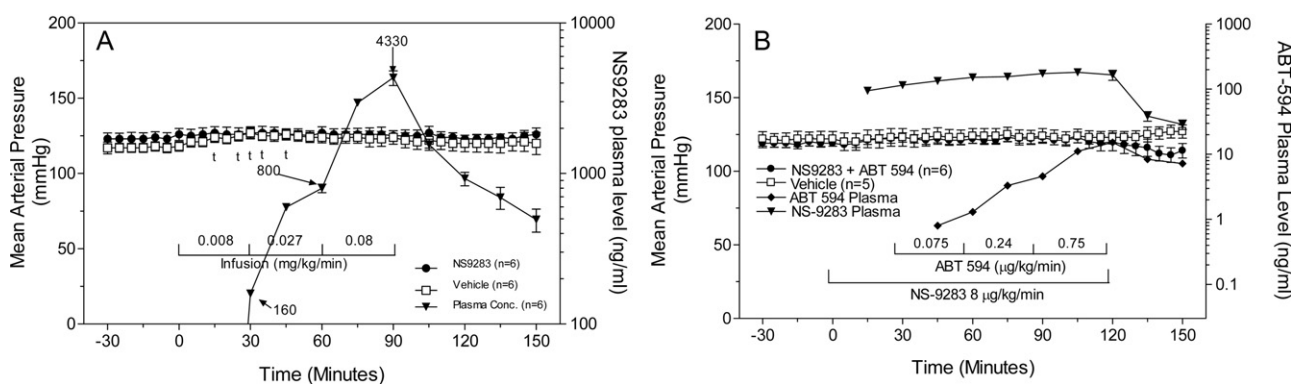 A
200
150
100
50
0
Mean Arterial Pressure
(mmHg)
10000
1000
100
NS9283 plasma level (ng/ml)
4330
t t t t t
800
0.008 0.027 0.08
Infusion (mg/kg/min)
160
NS9283 (n=6)
Vehicle (n=6)
Plasma Conc. (n=6)
-30 0 30 60 90 120 150
Time (Minutes)
B
200
150
100
50
0
Mean Arterial Pressure
(mmHg)
1000
100
10
1
0.1
ABT-594 Plasma Level (ng/ml)
NS9283 + ABT 594 (n=6)
Vehicle (n=5)
ABT 594 Plasma
NS-9283 Plasma
0.075 0.24 0.75
ABT 594 (µg/kg/min)
NS-9283 8 µg/kg/min
-30 0 30 60 90 120 150
Time (Minutes)